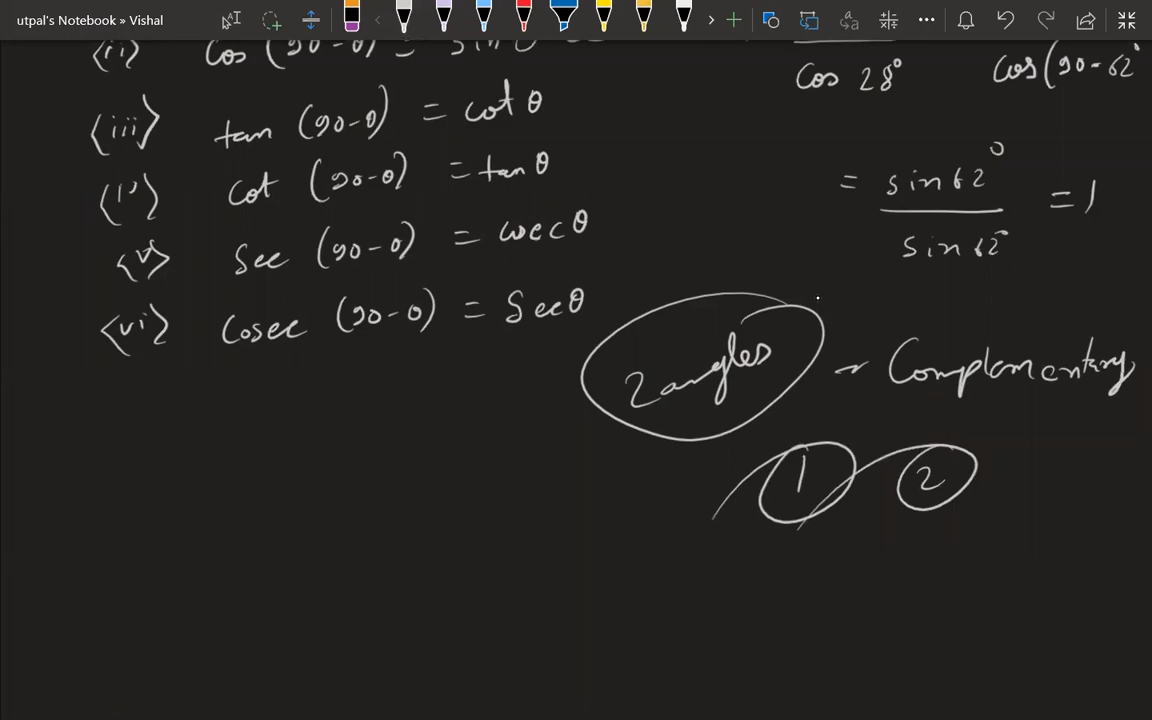 utpal's Notebook » Vishal
<ii> Cos (90-θ) = sin θ
<iii> tan (90-θ) = cot θ
cot (90-θ) = tan θ
<v> Sec (90-θ) = cosec θ
<vi> Cosec (90-θ) = Sec θ
cos 28° cos(90-62°
= sin 62° = 1
sin 62°
2 angles → Complementary
1 2